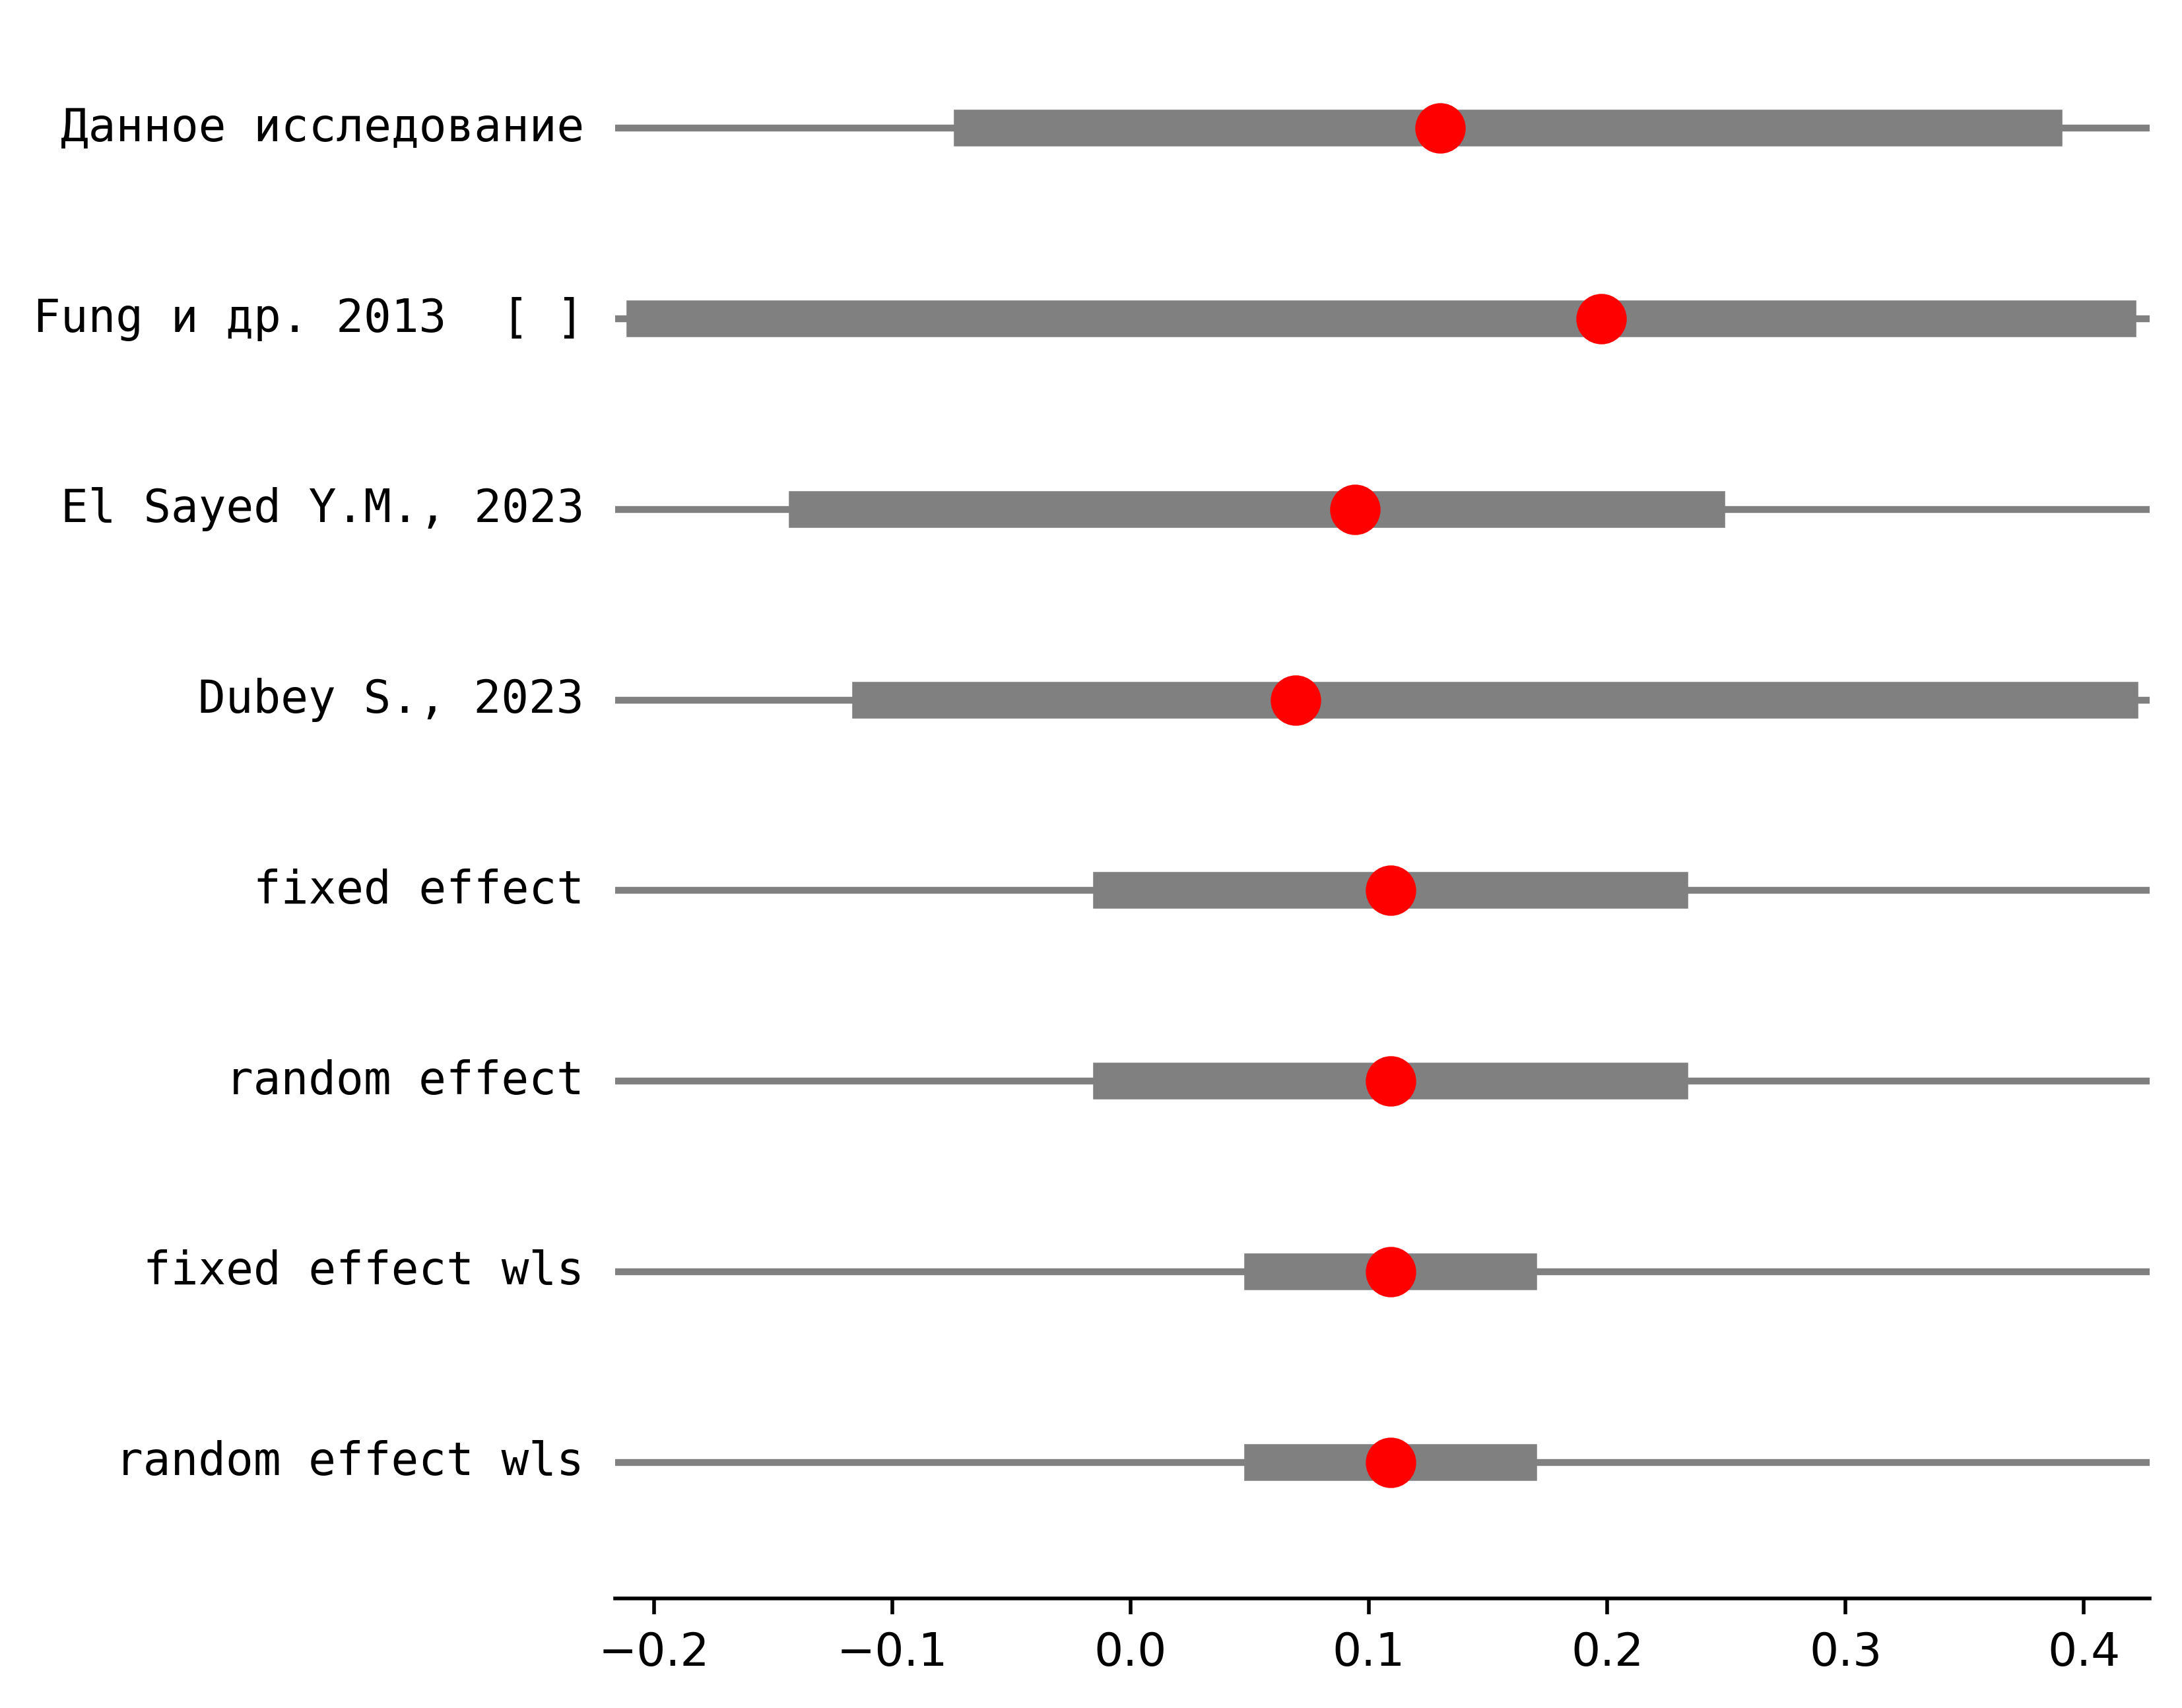 Данное исследование
Fung и др. 2013  [ ]
El Sayed Y.M., 2023
Dubey S., 2023
fixed effect
random effect
fixed effect wls
random effect wls
−0.2 −0.1 0.0 0.1 0.2 0.3 0.4